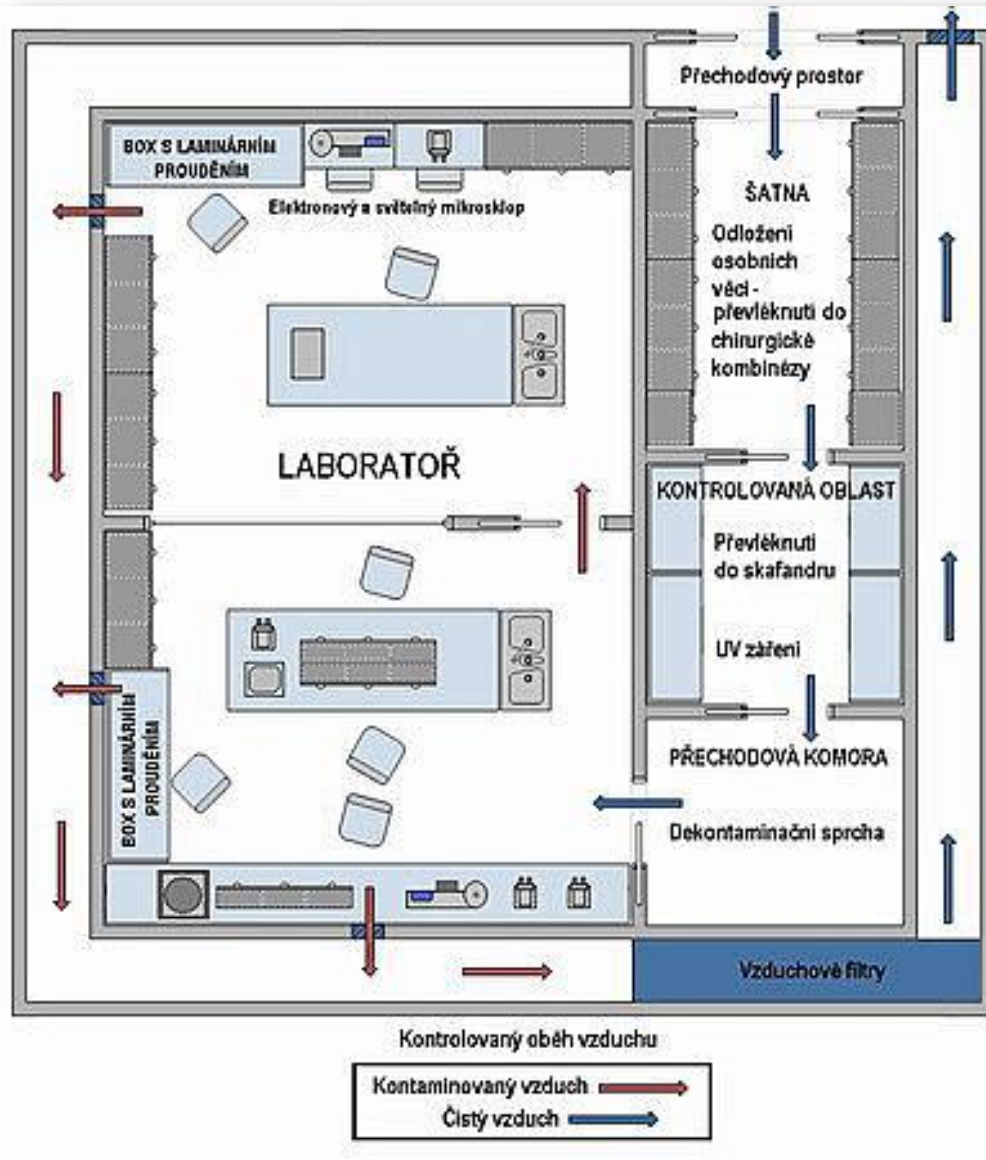 Přechodový prostor
BOX S LAMINÁRNÍM
PROUDĚNÍM
Elektronový a světelný mikrosklop
ŠATNA
Odložení
osobních
věcí -
převléknutí do
chirurgické
kombinézy
LABORATOŘ
KONTROLOVANÁ OBLAST
Převléknutí
do skafandru
UV záření
BOX S LAMINÁRNÍM
PROUDĚNÍM
PŘECHODOVÁ KOMORA
Dekontaminační sprcha
Vzduchové filtry
Kontrolovaný oběh vzduchu
Kontaminovaný vzduch
Čistý vzduch